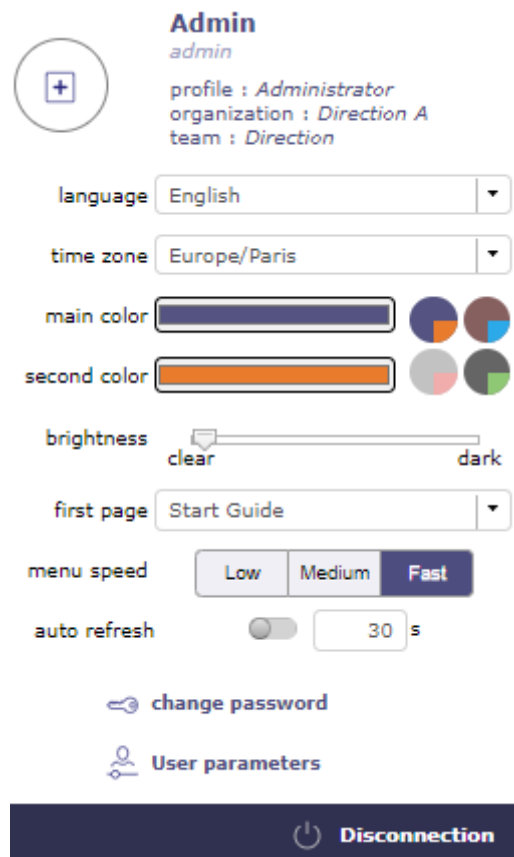 Admin
admin
profile : Administrator
organization : Direction A
team : Direction
language English
time zone Europe/Paris
main color
second color
brightness
clear dark
first page Start Guide
menu speed Low Medium Fast
auto refresh 30 s
change password
User parameters
Disconnection